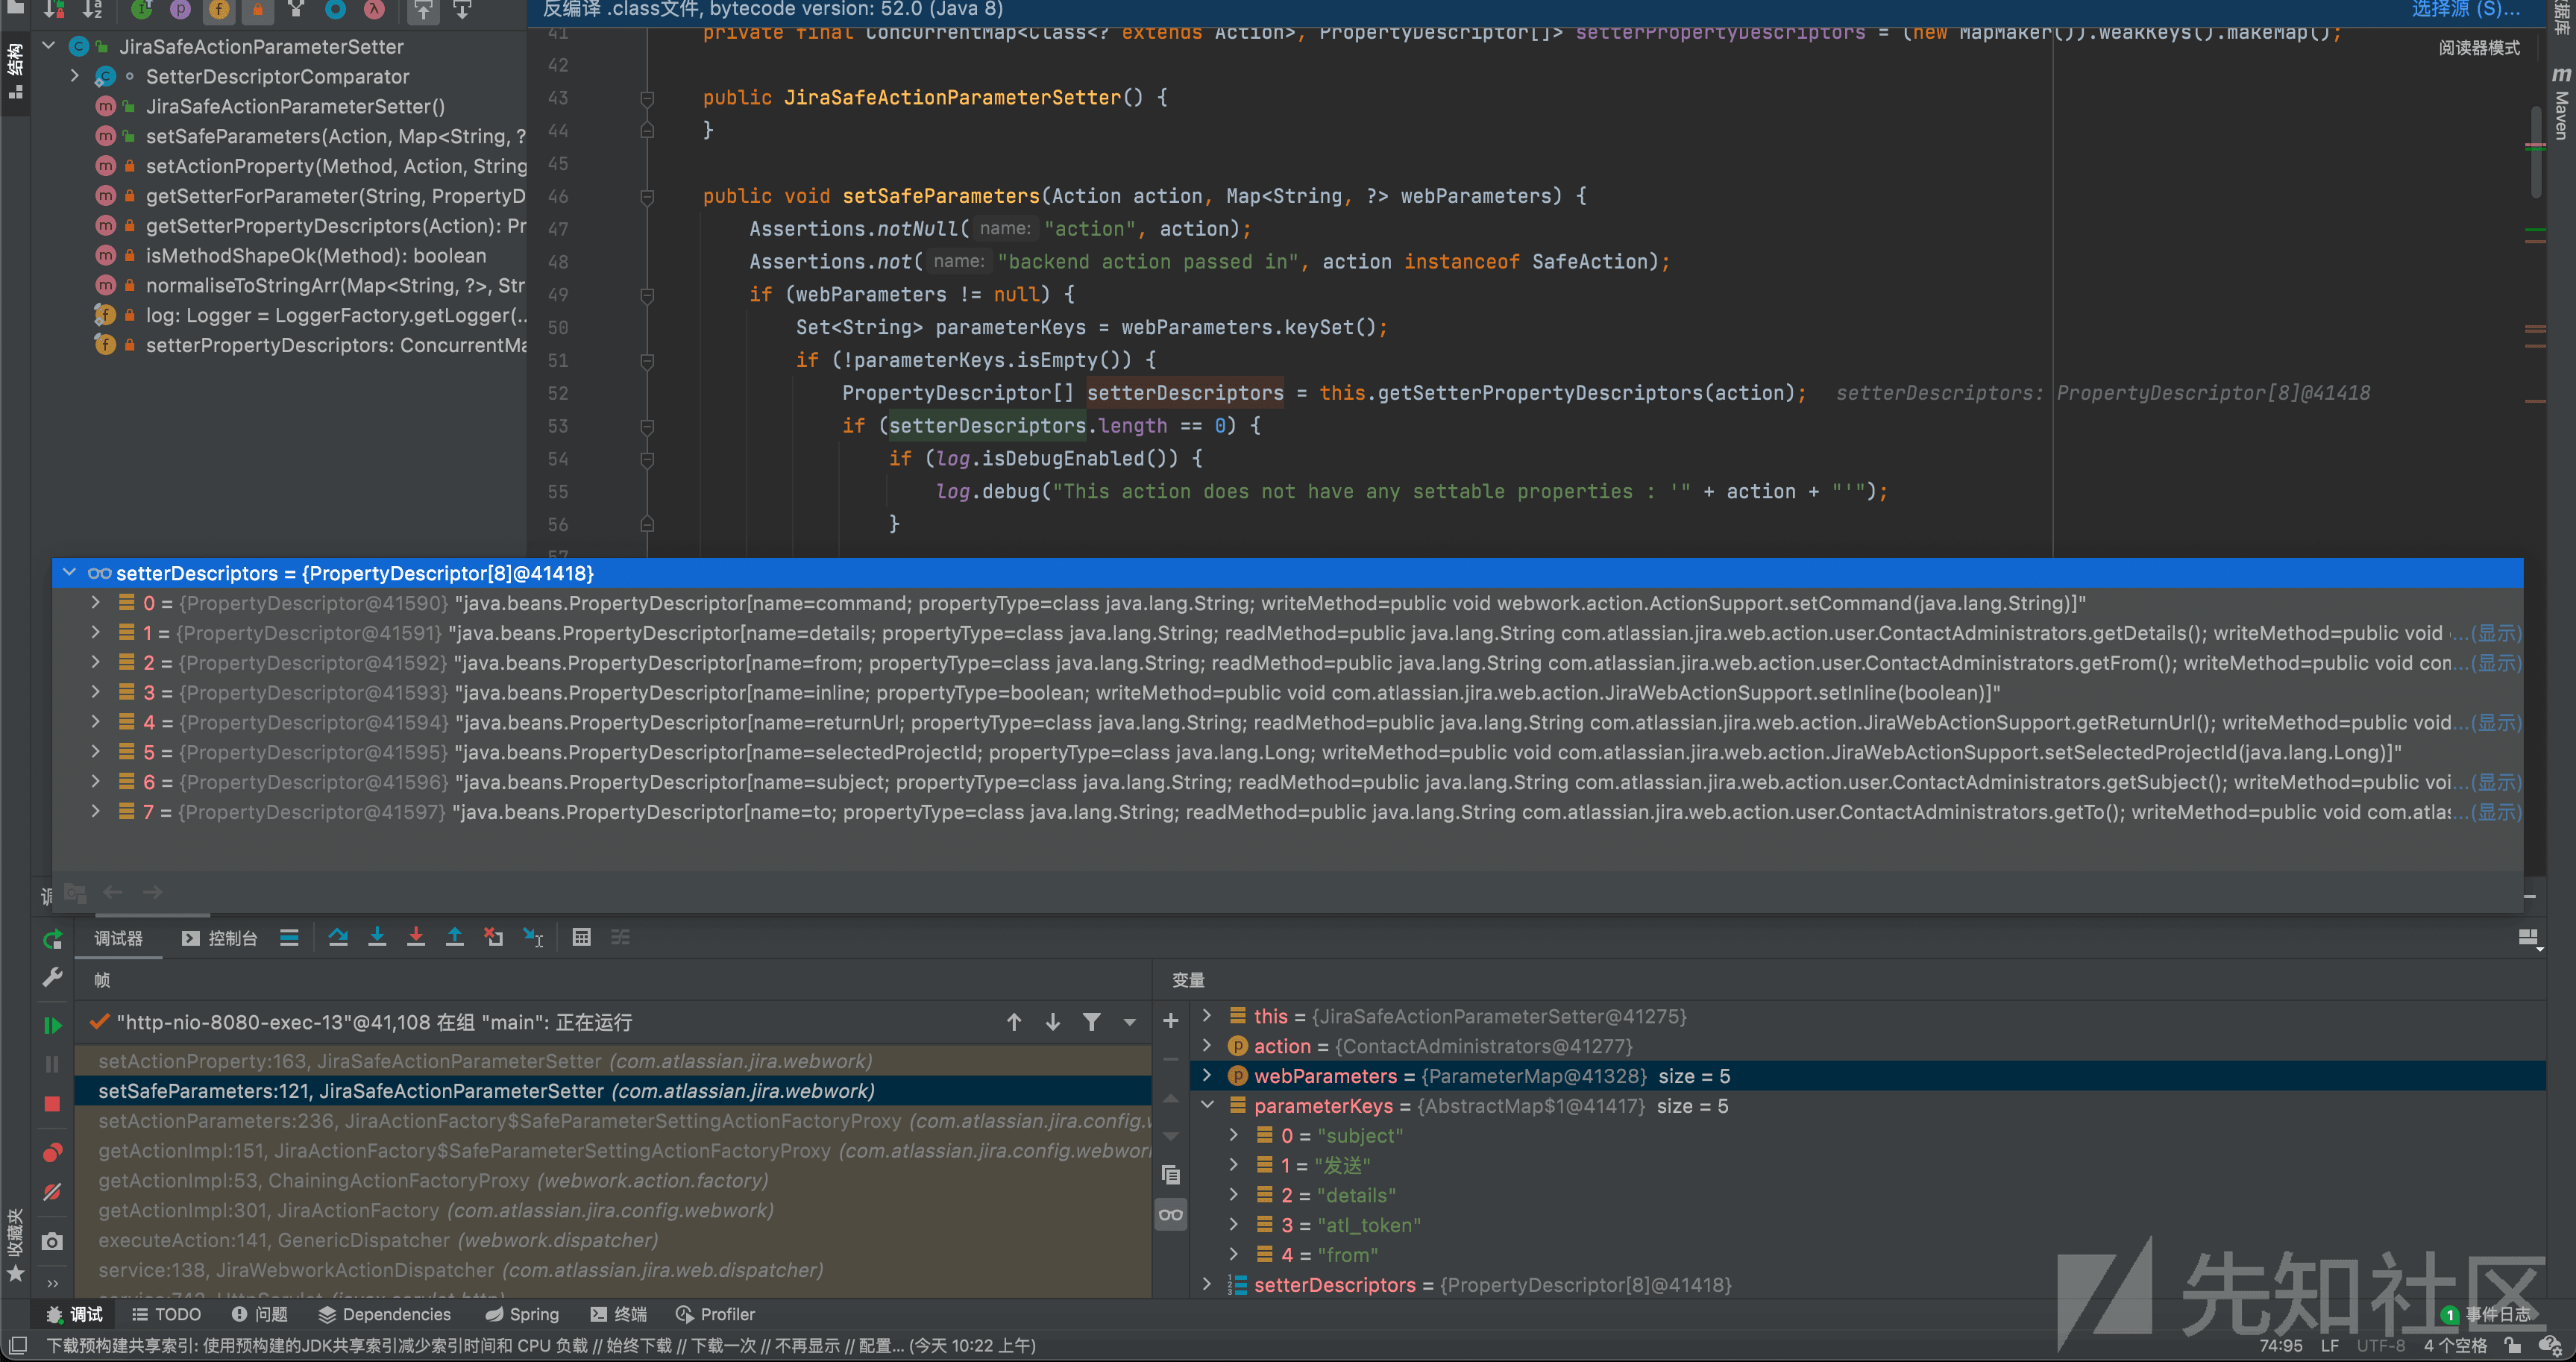 反编译 .class文件, bytecode version: 52.0 (Java 8)
选择源 (S)...
结构
JiraSafeActionParameterSetter
SetterDescriptorComparator
JiraSafeActionParameterSetter()
setSafeParameters(Action, Map<String, ?
setActionProperty(Method, Action, String
getSetterForParameter(String, PropertyD
getSetterPropertyDescriptors(Action): Pr
isMethodShapeOk(Method): boolean
normaliseToStringArr(Map<String, ?>, Str
log: Logger = LoggerFactory.getLogger(...
setterPropertyDescriptors: ConcurrentMa
阅读器模式
Maven
41 private final ConcurrentMap<Class<? extends Action>, PropertyDescriptor[]> setterPropertyDescriptors = (new MapMaker()).weakKeys().makeMap();
42
43 public JiraSafeActionParameterSetter() {
44 }
45
46 public void setSafeParameters(Action action, Map<String, ?> webParameters) {
47 Assertions.notNull( name: "action", action);
48 Assertions.not( name: "backend action passed in", action instanceof SafeAction);
49 if (webParameters != null) {
50 Set<String> parameterKeys = webParameters.keySet();
51 if (!parameterKeys.isEmpty()) {
52 PropertyDescriptor[] setterDescriptors = this.getSetterPropertyDescriptors(action); setterDescriptors: PropertyDescriptor[8]@41418
53 if (setterDescriptors.length == 0) {
54 if (log.isDebugEnabled()) {
55 log.debug("This action does not have any settable properties : '" + action + "'");
56 }
57
setterDescriptors = {PropertyDescriptor[8]@41418}
0 = {PropertyDescriptor@41590} "java.beans.PropertyDescriptor[name=command; propertyType=class java.lang.String; writeMethod=public void webwork.action.ActionSupport.setCommand(java.lang.String)]"
1 = {PropertyDescriptor@41591} "java.beans.PropertyDescriptor[name=details; propertyType=class java.lang.String; readMethod=public java.lang.String com.atlassian.jira.web.action.user.ContactAdministrators.getDetails(); writeMethod=public void ...(显示)
2 = {PropertyDescriptor@41592} "java.beans.PropertyDescriptor[name=from; propertyType=class java.lang.String; readMethod=public java.lang.String com.atlassian.jira.web.action.user.ContactAdministrators.getFrom(); writeMethod=public void con...(显示)
3 = {PropertyDescriptor@41593} "java.beans.PropertyDescriptor[name=inline; propertyType=boolean; writeMethod=public void com.atlassian.jira.web.action.JiraWebActionSupport.setInline(boolean)]"
4 = {PropertyDescriptor@41594} "java.beans.PropertyDescriptor[name=returnUrl; propertyType=class java.lang.String; readMethod=public java.lang.String com.atlassian.jira.web.action.JiraWebActionSupport.getReturnUrl(); writeMethod=public void...(显示)
5 = {PropertyDescriptor@41595} "java.beans.PropertyDescriptor[name=selectedProjectId; propertyType=class java.lang.Long; writeMethod=public void com.atlassian.jira.web.action.JiraWebActionSupport.setSelectedProjectId(java.lang.Long)]"
6 = {PropertyDescriptor@41596} "java.beans.PropertyDescriptor[name=subject; propertyType=class java.lang.String; readMethod=public java.lang.String com.atlassian.jira.web.action.user.ContactAdministrators.getSubject(); writeMethod=public voi...(显示)
7 = {PropertyDescriptor@41597} "java.beans.PropertyDescriptor[name=to; propertyType=class java.lang.String; readMethod=public java.lang.String com.atlassian.jira.web.action.user.ContactAdministrators.getTo(); writeMethod=public void com.atlas...(显示)
调试器
控制台
帧
变量
"http-nio-8080-exec-13"@41,108 在组 "main": 正在运行
setActionProperty:163, JiraSafeActionParameterSetter (com.atlassian.jira.webwork)
setSafeParameters:121, JiraSafeActionParameterSetter (com.atlassian.jira.webwork)
setActionParameters:236, JiraActionFactory$SafeParameterSettingActionFactoryProxy (com.atlassian.jira.config.w
getActionImpl:151, JiraActionFactory$SafeParameterSettingActionFactoryProxy (com.atlassian.jira.config.webwor
getActionImpl:53, ChainingActionFactoryProxy (webwork.action.factory)
getActionImpl:301, JiraActionFactory (com.atlassian.jira.config.webwork)
executeAction:141, GenericDispatcher (webwork.dispatcher)
service:138, JiraWebworkActionDispatcher (com.atlassian.jira.web.dispatcher)
service:742, HttpServlet (javax.servlet.http)
this = {JiraSafeActionParameterSetter@41275}
action = {ContactAdministrators@41277}
webParameters = {ParameterMap@41328} size = 5
parameterKeys = {AbstractMap$1@41417} size = 5
0 = "subject"
1 = "发送"
2 = "details"
3 = "atl_token"
4 = "from"
setterDescriptors = {PropertyDescriptor[8]@41418}
收藏夹
先知社区
调试
TODO
问题
Dependencies
Spring
终端
Profiler
1 事件日志
下载预构建共享索引: 使用预构建的JDK共享索引减少索引时间和 CPU 负载 // 始终下载 // 下载一次 // 不再显示 // 配置... (今天 10:22 上午)
74:95 LF UTF-8 4 个空格